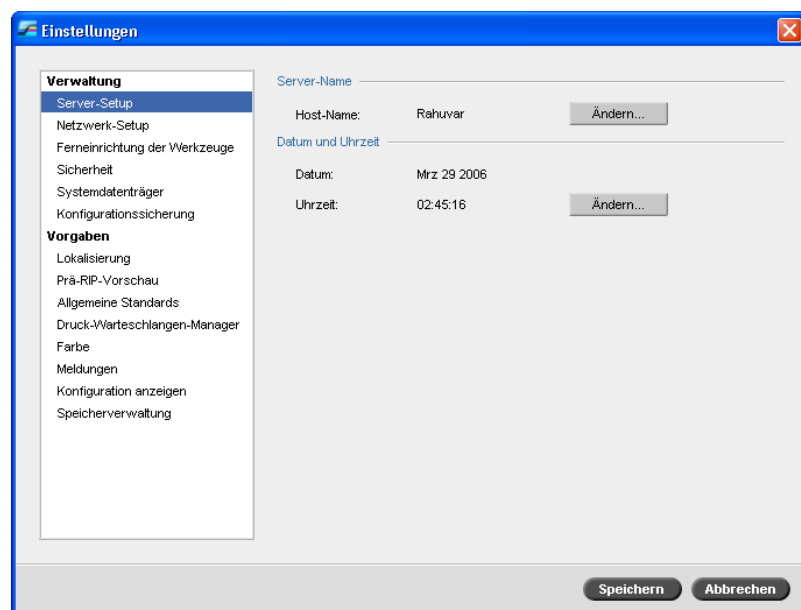 Einstellungen
Verwaltung
Server-Setup
Netzwerk-Setup
Ferneinrichtung der Werkzeuge
Sicherheit
Systemdatenträger
Konfigurationssicherung
Vorgaben
Lokalisierung
Prä-RIP-Vorschau
Allgemeine Standards
Druck-Warteschlangen-Manager
Farbe
Meldungen
Konfiguration anzeigen
Speicherverwaltung
Server-Name
Host-Name: Rahuvar Ändern...
Datum und Uhrzeit
Datum: Mrz 29 2006
Uhrzeit: 02:45:16 Ändern...
Speichern Abbrechen